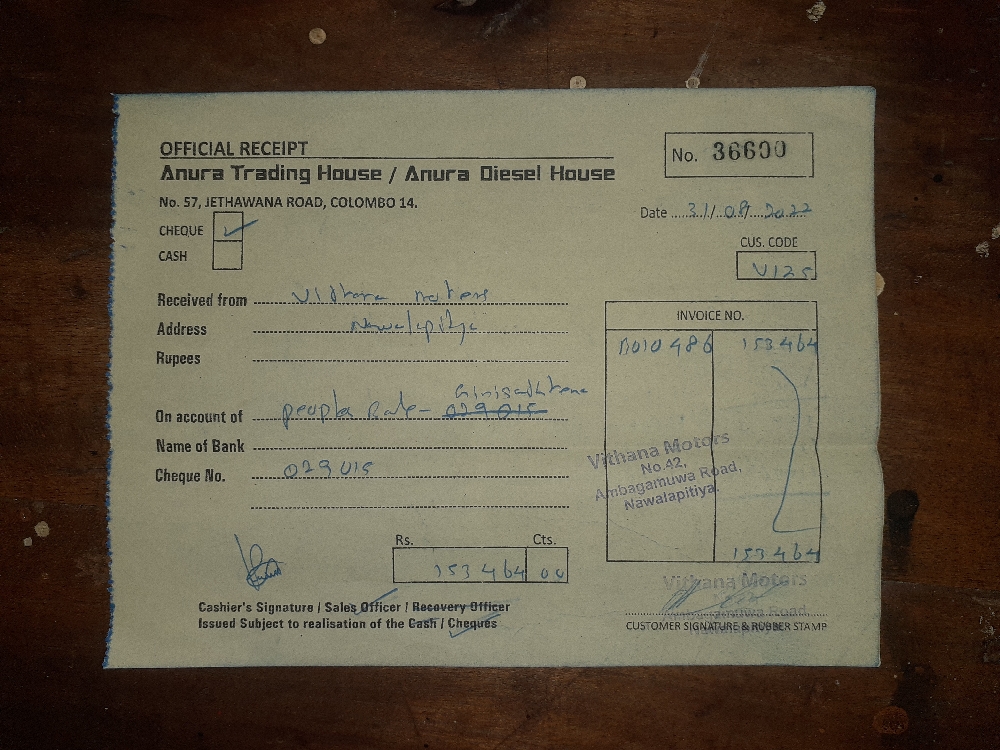 OFFICIAL RECEIPT
No. 36600
Anura Trading House / Anura Diesel House
No. 57, JETHAWANA ROAD, COLOMBO 14.
Date 31/08/2022
CHEQUE ✓
CASH
CUS. CODE
V125
Received from Vithana Motors
Address Nawalapitiya
Rupees
INVOICE NO.
B010486 153464
On account of people
Name of Bank
Cheque No. 029015
Vithana Motors
No.42,
Ambagamuwa Road,
Nawalapitiya.
Rs. Cts.
153464 00
153464
Vithana Motors
Cashier's Signature / Sales Officer / Recovery Officer
Issued Subject to realisation of the Cash / Cheques
CUSTOMER SIGNATURE & RUBBER STAMP